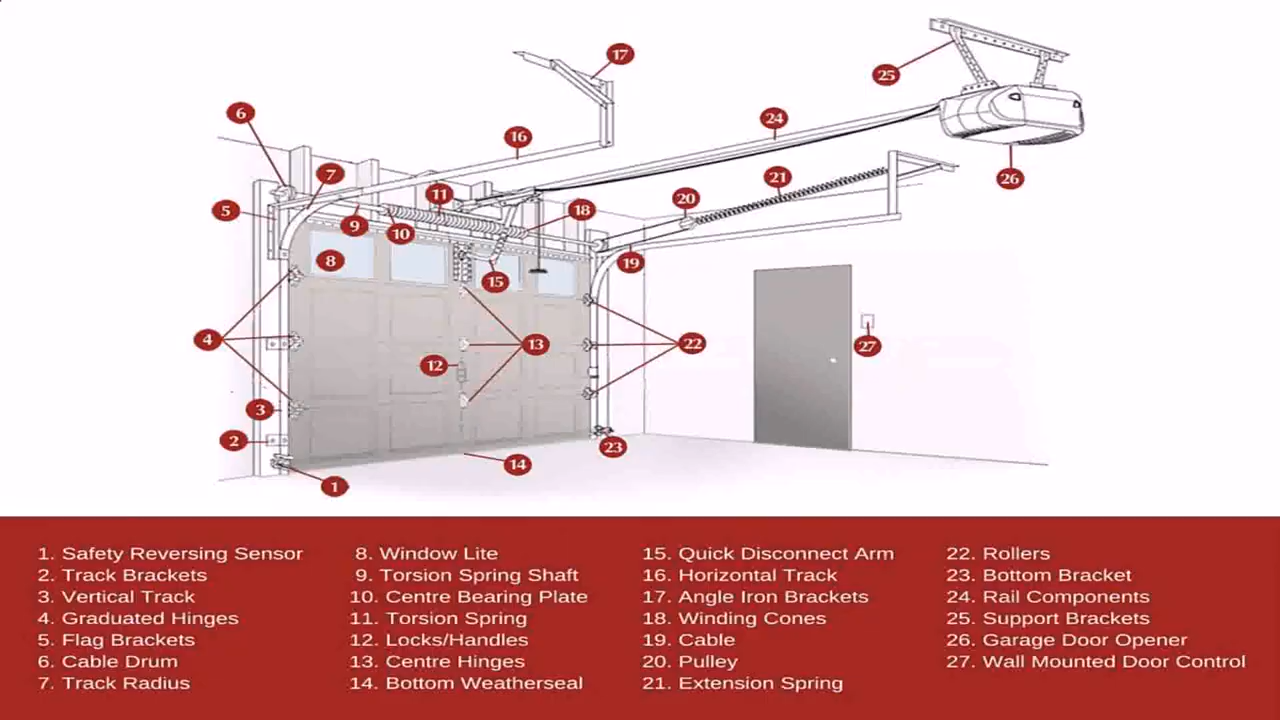 17
25
6
24
16
7
21
26
11
20
5
18
9
10
8
19
15
4
13
22
27
12
3
2
23
14
1
1. Safety Reversing Sensor
2. Track Brackets
3. Vertical Track
4. Graduated Hinges
5. Flag Brackets
6. Cable Drum
7. Track Radius
8. Window Lite
9. Torsion Spring Shaft
10. Centre Bearing Plate
11. Torsion Spring
12. Locks/Handles
13. Centre Hinges
14. Bottom Weatherseal
15. Quick Disconnect Arm
16. Horizontal Track
17. Angle Iron Brackets
18. Winding Cones
19. Cable
20. Pulley
21. Extension Spring
22. Rollers
23. Bottom Bracket
24. Rail Components
25. Support Brackets
26. Garage Door Opener
27. Wall Mounted Door Control